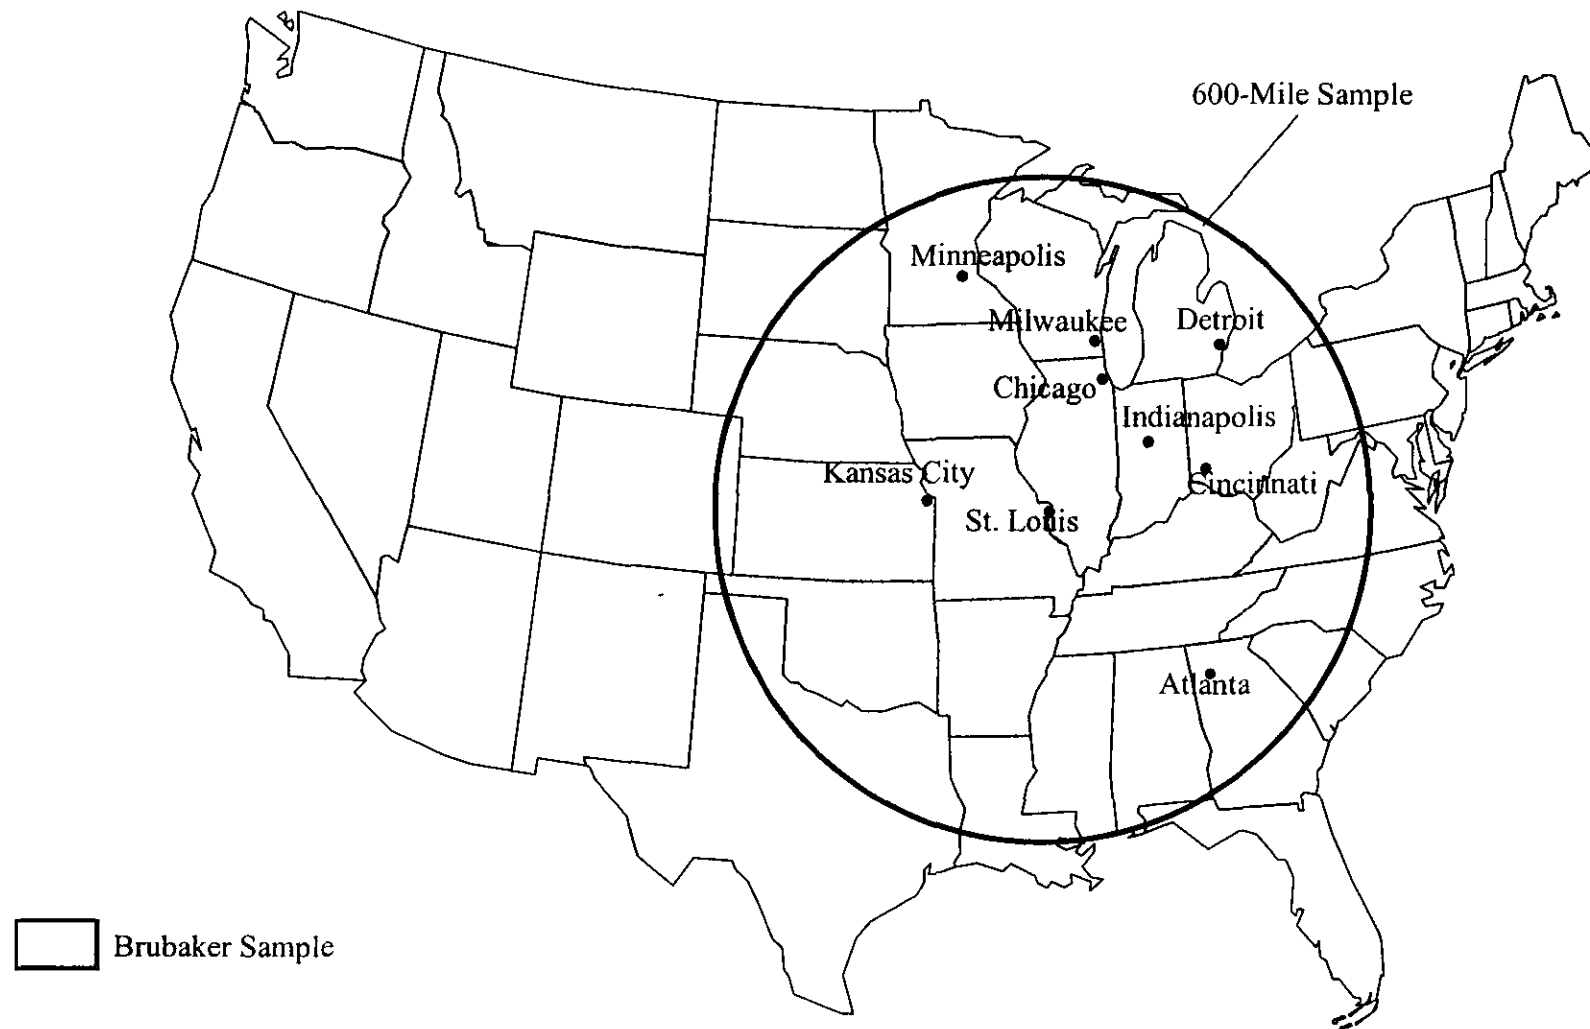 600-Mile Sample
Minneapolis
Milwaukee
Detroit
Chicago
Indianapolis
Kansas City
Cincinnati
St. Louis
Atlanta
Brubaker Sample